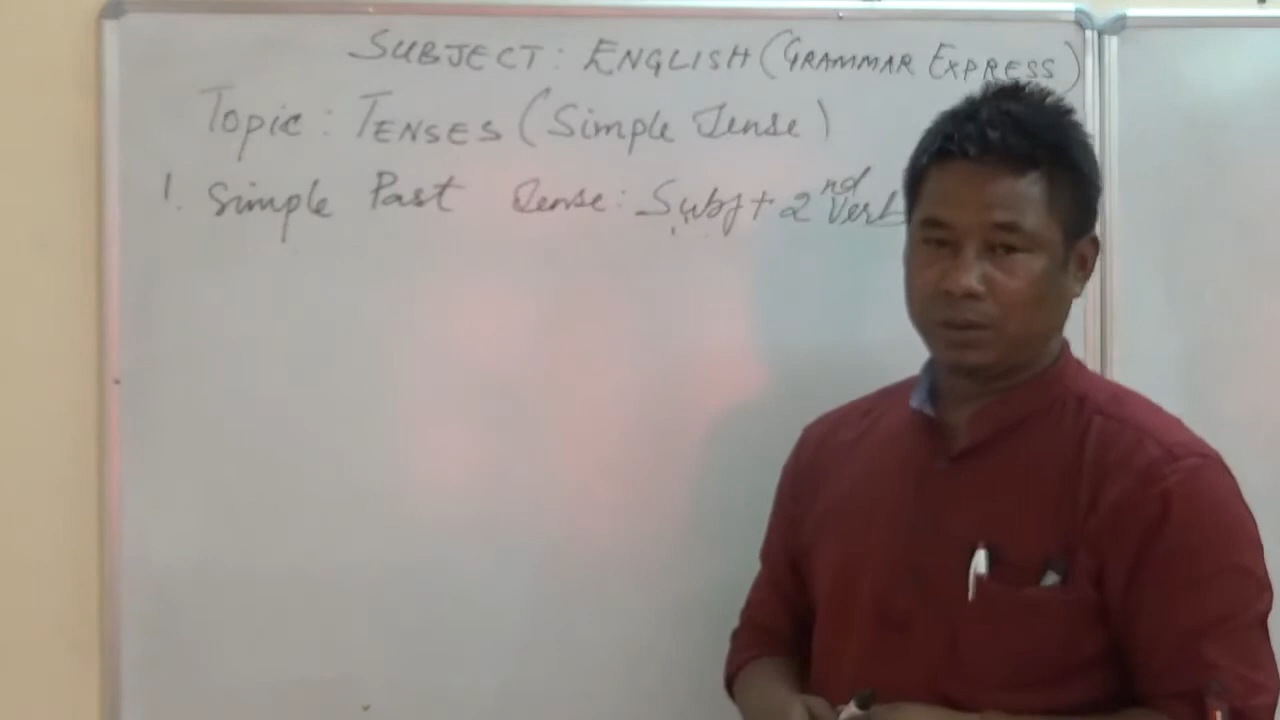 SUBJECT: ENGLISH (GRAMMAR EXPRESS)
Topic: TENSES (Simple Tense)
1. Simple Past Tense: Subj + 2nd Verb